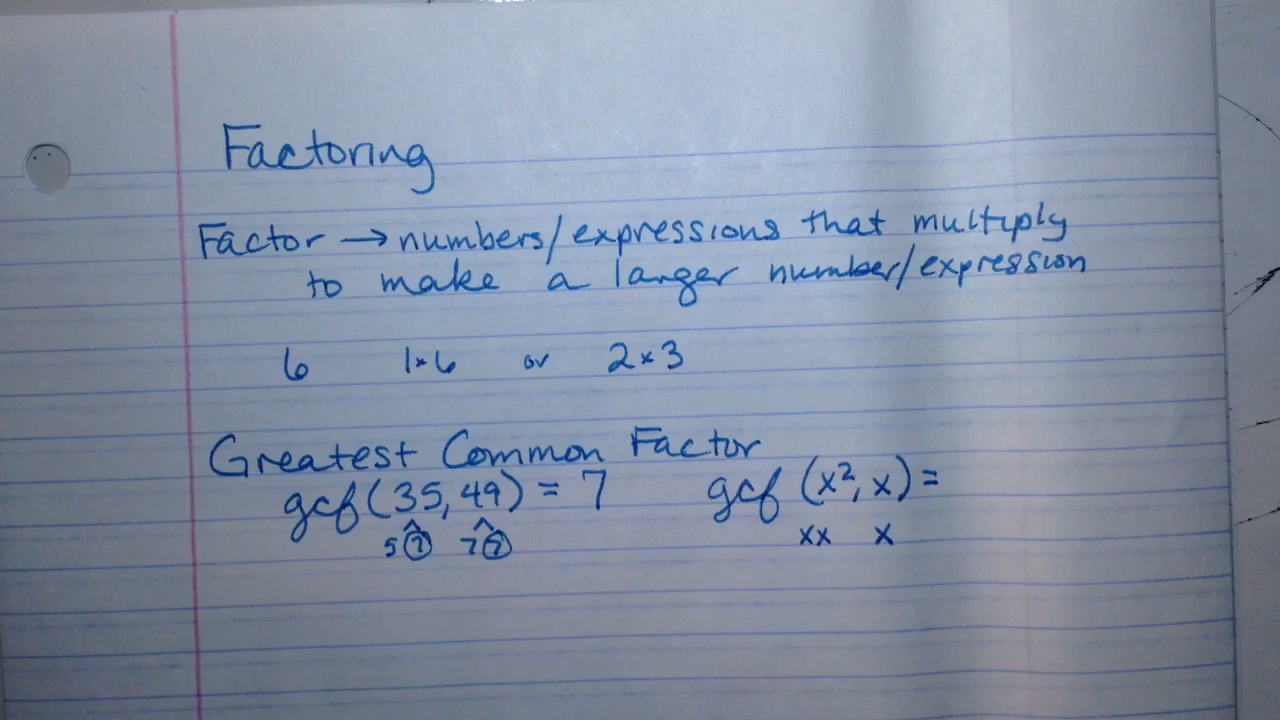 Factoring
Factor → numbers/expressions that multiply
to make a larger number/expression
6 1×6 or 2×3
Greatest Common Factor
gcf (35, 49) = 7 gcf (x², x) =
5 7 7 7 xx x